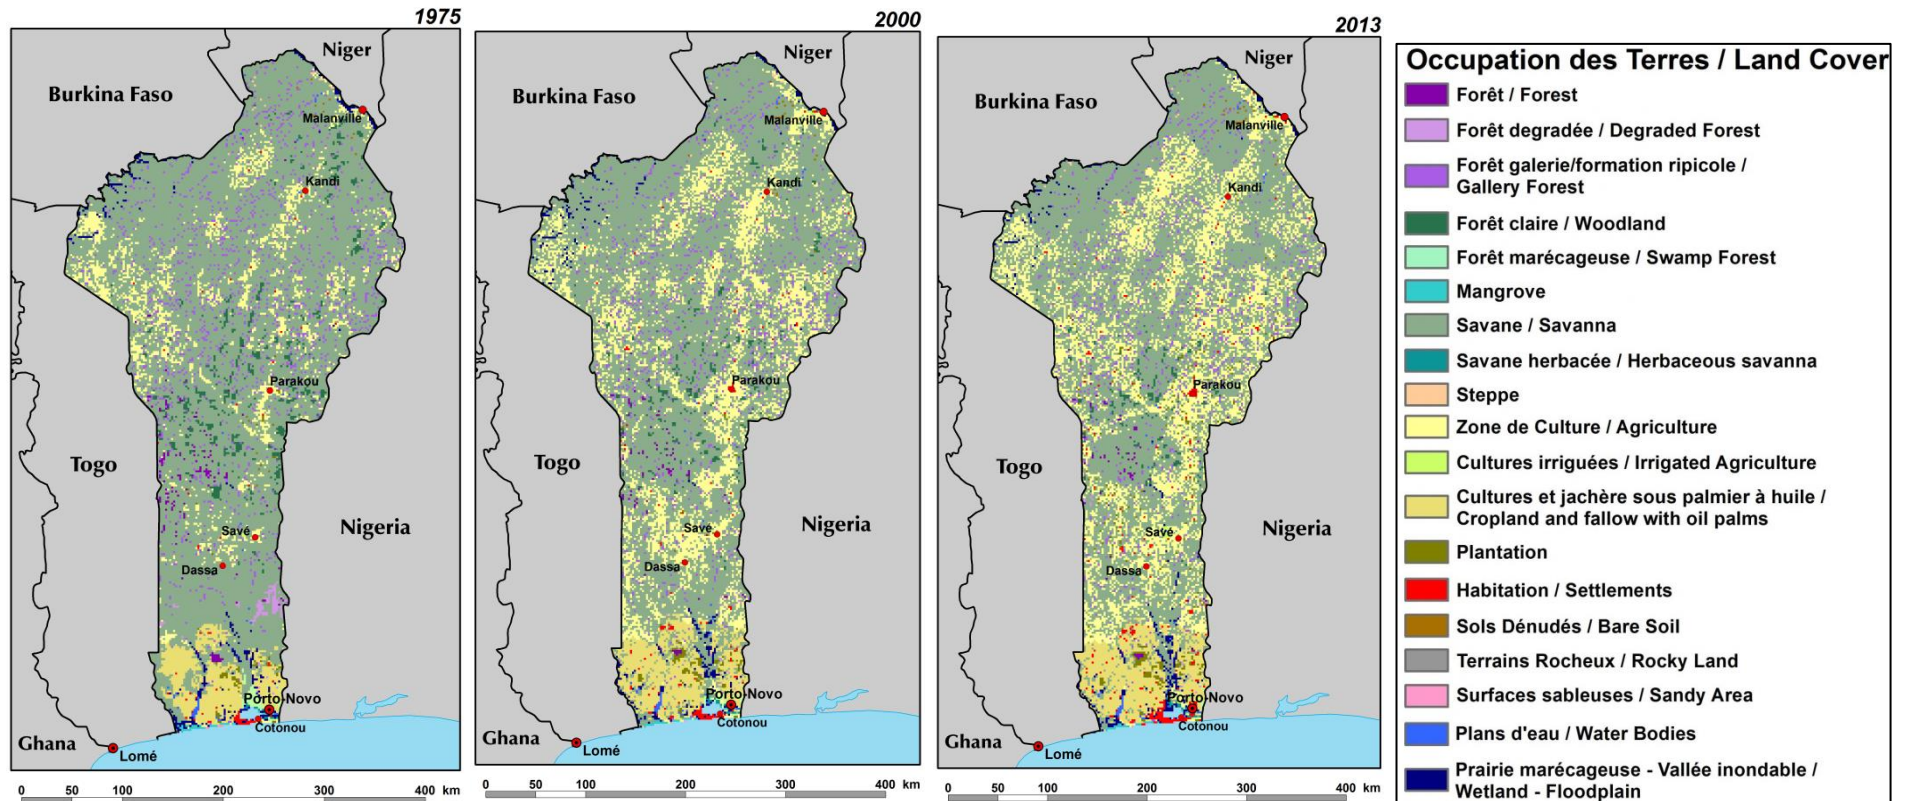 1975
Niger
Burkina Faso
Malanville
Kandi
Parakou
Togo
Savé
Nigeria
Dassa
Porto-Novo
Cotonou
Ghana
Lomé
0 50 100 200 300 400 km
2000
Niger
Burkina Faso
Malanville
Kandi
Parakou
Togo
Savé
Nigeria
Dassa
Porto-Novo
Cotonou
Ghana
Lomé
0 50 100 200 300 400 km
2013
Niger
Burkina Faso
Malanville
Kandi
Parakou
Togo
Savé
Nigeria
Dassa
Porto-Novo
Cotonou
Ghana
Lomé
0 50 100 200 300 400 km
Occupation des Terres / Land Cover
Forêt / Forest
Forêt degradée / Degraded Forest
Forêt galerie/formation ripicole /
Gallery Forest
Forêt claire / Woodland
Forêt marécageuse / Swamp Forest
Mangrove
Savane / Savanna
Savane herbacée / Herbaceous savanna
Steppe
Zone de Culture / Agriculture
Cultures irriguées / Irrigated Agriculture
Cultures et jachère sous palmier à huile /
Cropland and fallow with oil palms
Plantation
Habitation / Settlements
Sols Dénudés / Bare Soil
Terrains Rocheux / Rocky Land
Surfaces sableuses / Sandy Area
Plans d'eau / Water Bodies
Prairie marécageuse - Vallée inondable /
Wetland - Floodplain